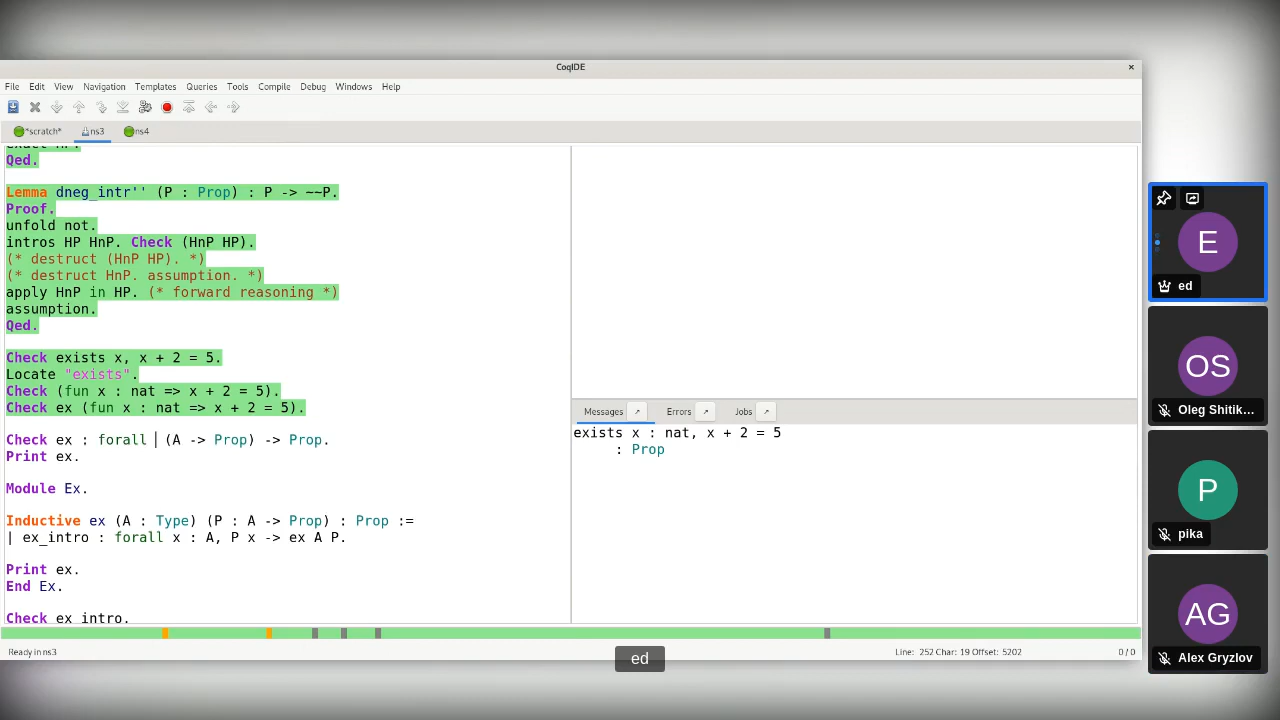 CoqIDE
×
File Edit View Navigation Templates Queries Tools Compile Debug Windows Help
*scratch* ns3 ns4
exact HP.
Qed.
Lemma dneg_intr'' (P : Prop) : P -> ~~P.
Proof.
unfold not.
intros HP HnP. Check (HnP HP).
(* destruct (HnP HP). *)
(* destruct HnP. assumption. *)
apply HnP in HP. (* forward reasoning *)
assumption.
Qed.
Check exists x, x + 2 = 5.
Locate "exists".
Check (fun x : nat => x + 2 = 5).
Check ex (fun x : nat => x + 2 = 5).
Check ex : forall (A -> Prop) -> Prop.
Print ex.
Module Ex.
Inductive ex (A : Type) (P : A -> Prop) : Prop :=
| ex_intro : forall x : A, P x -> ex A P.
Print ex.
End Ex.
Check ex_intro.
Messages Errors Jobs
exists x : nat, x + 2 = 5
: Prop
Ready in ns3
Line: 252 Char: 19 Offset: 5202
0 / 0
ed
E
ed
OS
Oleg Shitik...
P
pika
AG
Alex Gryzlov